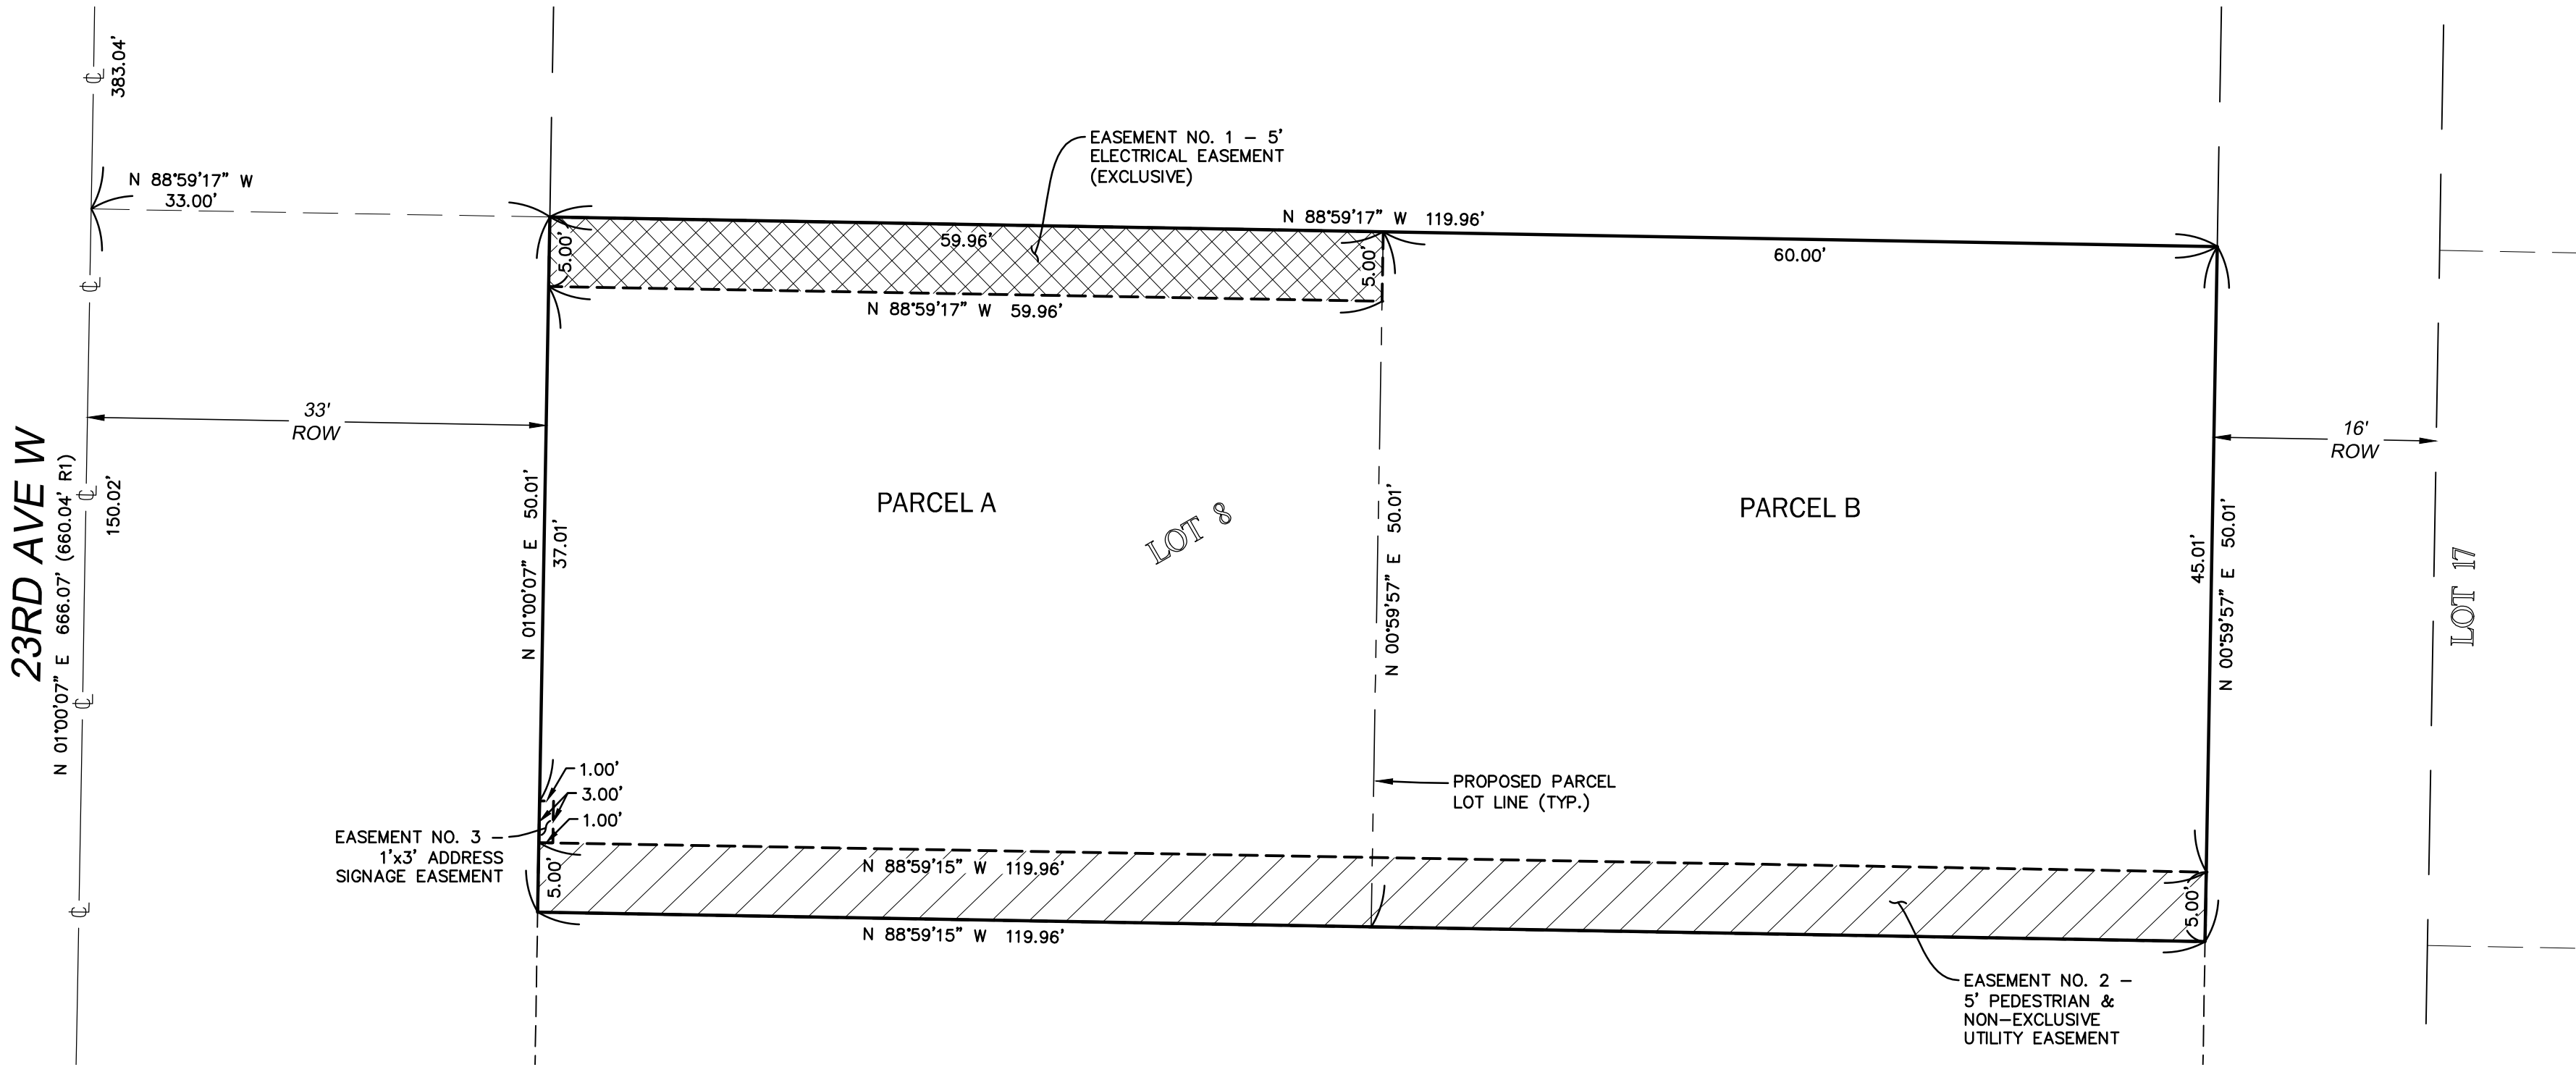 383.04'
N 88°59'17" W
33.00'
EASEMENT NO. 1 – 5'
ELECTRICAL EASEMENT
(EXCLUSIVE)
N 88°59'17" W 119.96'
59.96'
60.00'
5.00'
5.00'
N 88°59'17" W 59.96'
33'
ROW
16'
ROW
23RD AVE W
N 01°00'07" E 666.07' (660.04' R1)
150.02'
N 01°00'07" E 50.01'
37.01'
PARCEL A
LOT 8
N 00°59'57" E 50.01'
PARCEL B
45.01'
N 00°59'57" E 50.01'
LOT 17
1.00'
3.00'
1.00'
PROPOSED PARCEL
LOT LINE (TYP.)
EASEMENT NO. 3 –
1'x3' ADDRESS
SIGNAGE EASEMENT
5.00'
N 88°59'15" W 119.96'
5.00'
N 88°59'15" W 119.96'
EASEMENT NO. 2 –
5' PEDESTRIAN &
NON–EXCLUSIVE
UTILITY EASEMENT